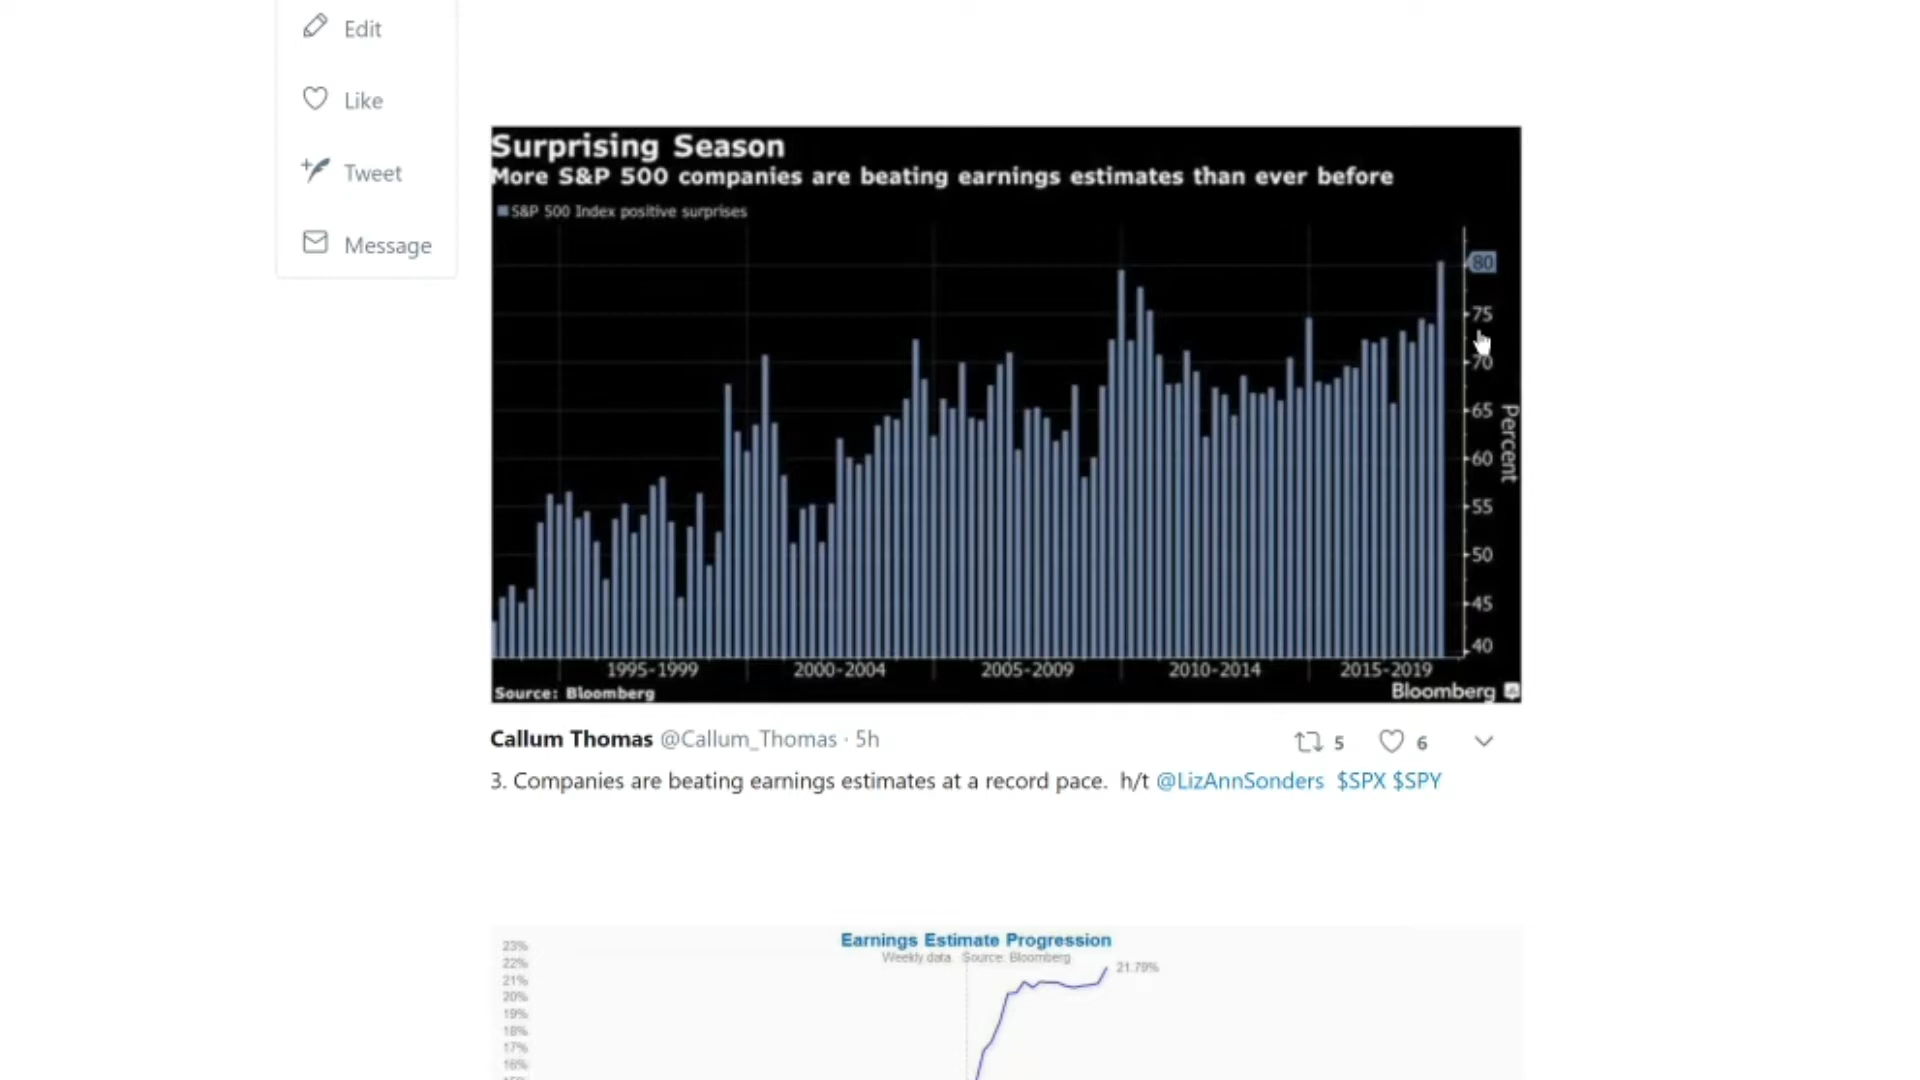 Edit
Like
Tweet
Message
Surprising Season
More S&P 500 companies are beating earnings estimates than ever before
S&P 500 Index positive surprises
80
75
70
65
60
55
50
45
40
Percent
1995-1999 2000-2004 2005-2009 2010-2014 2015-2019
Source: Bloomberg Bloomberg
Callum Thomas @Callum_Thomas · 5h 5 6
3. Companies are beating earnings estimates at a record pace. h/t @LizAnnSonders $SPX $SPY
Earnings Estimate Progression
Weekly data. Source: Bloomberg
23%
22%
21%
20%
19%
18%
17%
16%
21.79%